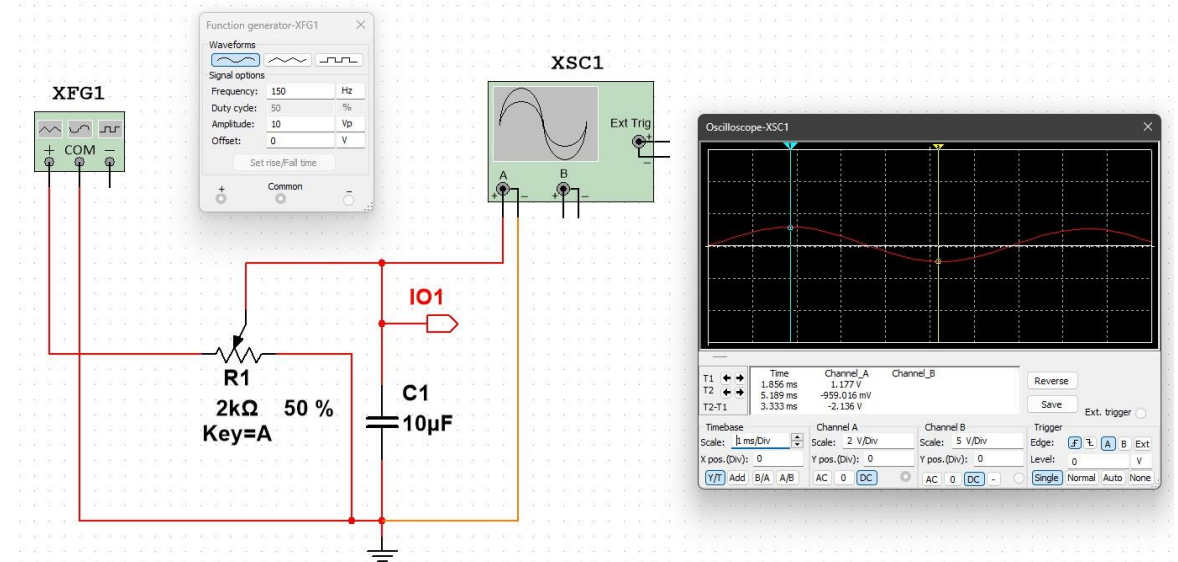 Function generator-XFG1
Waveforms
Signal options
Frequency: 150 Hz
Duty cycle: 50 %
Amplitude: 10 Vp
Offset: 0 V
Set rise/Fall time
+ Common −
XFG1
+ COM −
XSC1
Ext Trig
+
−
A B
+ − + −
IO1
R1
2kΩ 50 %
Key=A
C1
10µF
Oscilloscope-XSC1
1 2
Time Channel_A Channel_B
T1 1.856 ms 1.177 V
T2 5.189 ms -959.016 mV
T2-T1 3.333 ms -2.136 V
Reverse
Save
Ext. trigger
Timebase Channel A Channel B Trigger
Scale: 1 ms/Div Scale: 2 V/Div Scale: 5 V/Div Edge: A B Ext
X pos.(Div): 0 Y pos.(Div): 0 Y pos.(Div): 0 Level: 0 V
Y/T Add B/A A/B AC 0 DC AC 0 DC - Single Normal Auto None